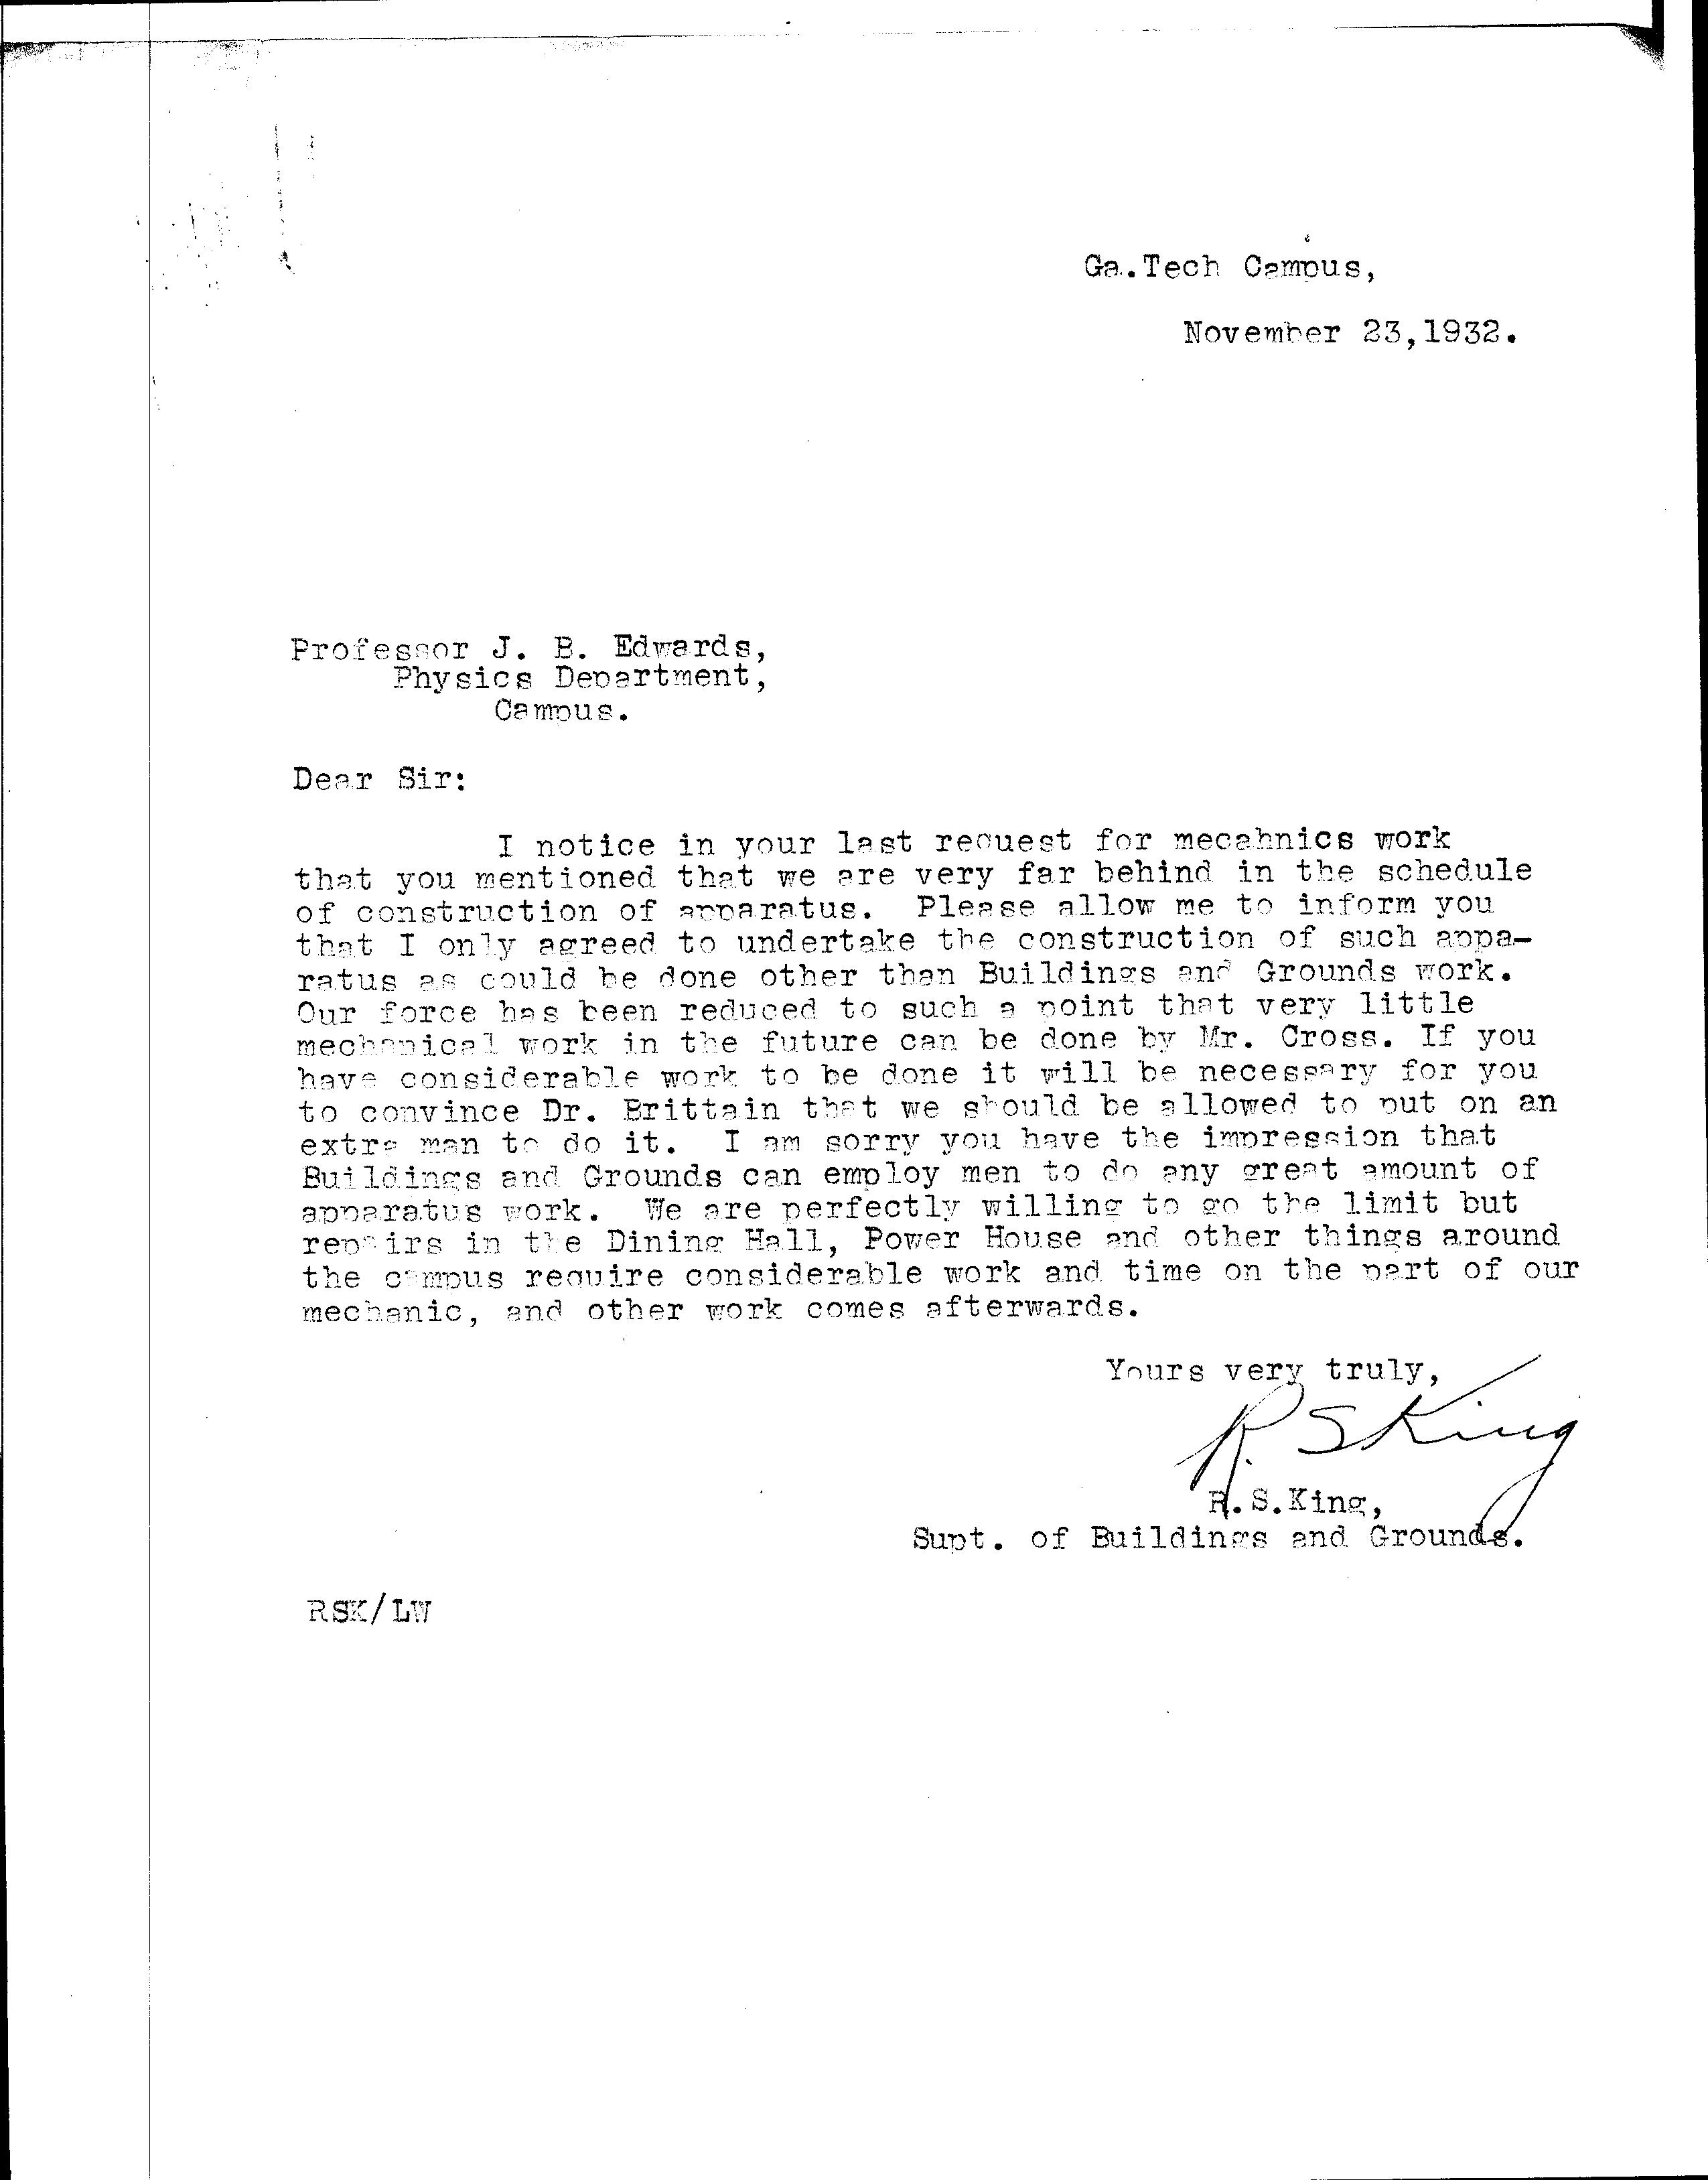 Ga.Tech Campus,
November 23,1932.
Professor J. B. Edwards,
Physics Department,
Campus.
Dear Sir:
I notice in your last request for mecahnics work
that you mentioned that we are very far behind in the schedule
of construction of apparatus. Please allow me to inform you
that I only agreed to undertake the construction of such appa-
ratus as could be done other than Buildings and Grounds work.
Our force has been reduced to such a point that very little
mechanical work in the future can be done by Mr. Cross. If you
have considerable work to be done it will be necessary for you
to convince Dr. Brittain that we should be allowed to put on an
extra man to do it. I am sorry you have the impression that
Buildings and Grounds can employ men to do any great amount of
apparatus work. We are perfectly willing to go the limit but
repairs in the Dining Hall, Power House and other things around
the campus require considerable work and time on the part of our
mechanic, and other work comes afterwards.
Yours very truly,
R. S King
R.S.King,
Supt. of Buildings and Grounds.
RSK/LW